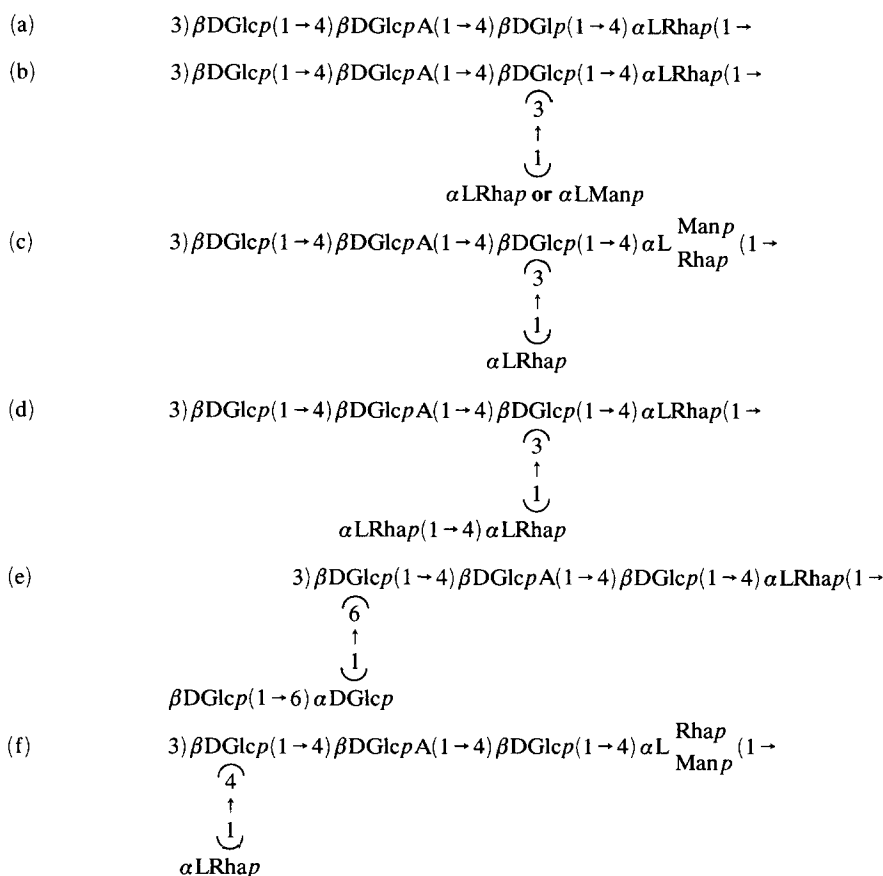 (a) 3)βDGlcp(1→4)βDGlcpA(1→4)βDGlp(1→4)αLRhap(1→
(b) 3)βDGlcp(1→4)βDGlcpA(1→4)βDGlcp(1→4)αLRhap(1→
3
↑
1
αLRhap or αLManp
(c) 3)βDGlcp(1→4)βDGlcpA(1→4)βDGlcp(1→4)αL Manp (1→
Rhap
3
↑
1
αLRhap
(d) 3)βDGlcp(1→4)βDGlcpA(1→4)βDGlcp(1→4)αLRhap(1→
3
↑
1
αLRhap(1→4)αLRhap
(e) 3)βDGlcp(1→4)βDGlcpA(1→4)βDGlcp(1→4)αLRhap(1→
6
↑
1
βDGlcp(1→6)αDGlcp
(f) 3)βDGlcp(1→4)βDGlcpA(1→4)βDGlcp(1→4)αL Rhap (1→
Manp
4
↑
1
αLRhap